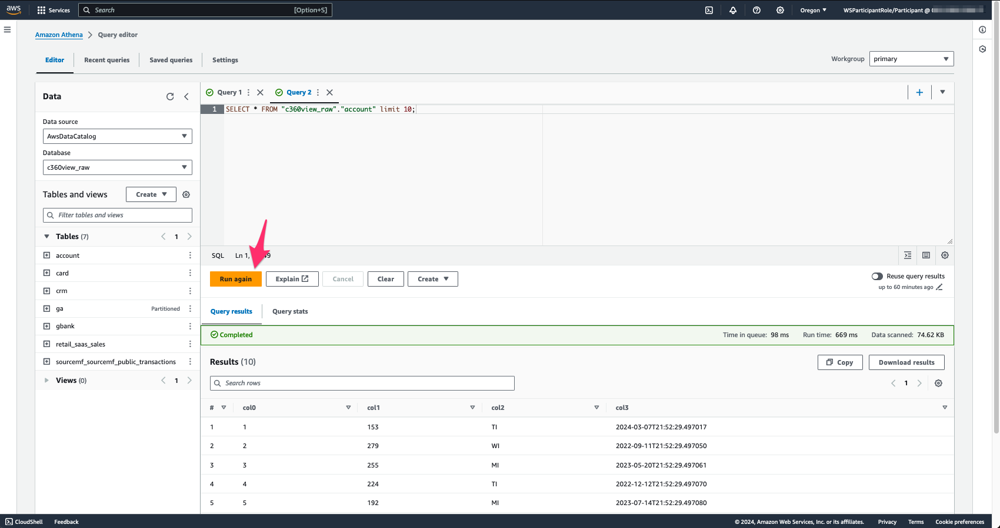 aws Services Search [Option+S] Oregon WSParticipantRole/Participant @
Amazon Athena > Query editor
Editor Recent queries Saved queries Settings
Workgroup primary
Data
Data source
AwsDataCatalog
Database
c360view_raw
Tables and views Create
Filter tables and views
Tables (7) < 1 >
account
card
crm
ga Partitioned
gbank
retail_saas_sales
sourcemf_sourcemf_public_transactions
Views (0) < 1 >
Query 1 Query 2
1 SELECT * FROM "c360view_raw"."account" limit 10;
SQL Ln 1, 49
Run again Explain Cancel Clear Create
Reuse query results
up to 60 minutes ago
Query results Query stats
Completed Time in queue: 98 ms Run time: 669 ms Data scanned: 74.62 KB
Results (10) Copy Download results
Search rows < 1 >
# col0 col1 col2 col3
1 1 153 TI 2024-03-07T21:52:29.497017
2 2 279 WI 2022-09-11T21:52:29.497050
3 3 255 MI 2023-05-20T21:52:29.497061
4 4 224 TI 2022-12-12T21:52:29.497070
5 5 192 MI 2023-07-14T21:52:29.497080
CloudShell Feedback © 2024, Amazon Web Services, Inc. or its affiliates. Privacy Terms Cookie preferences